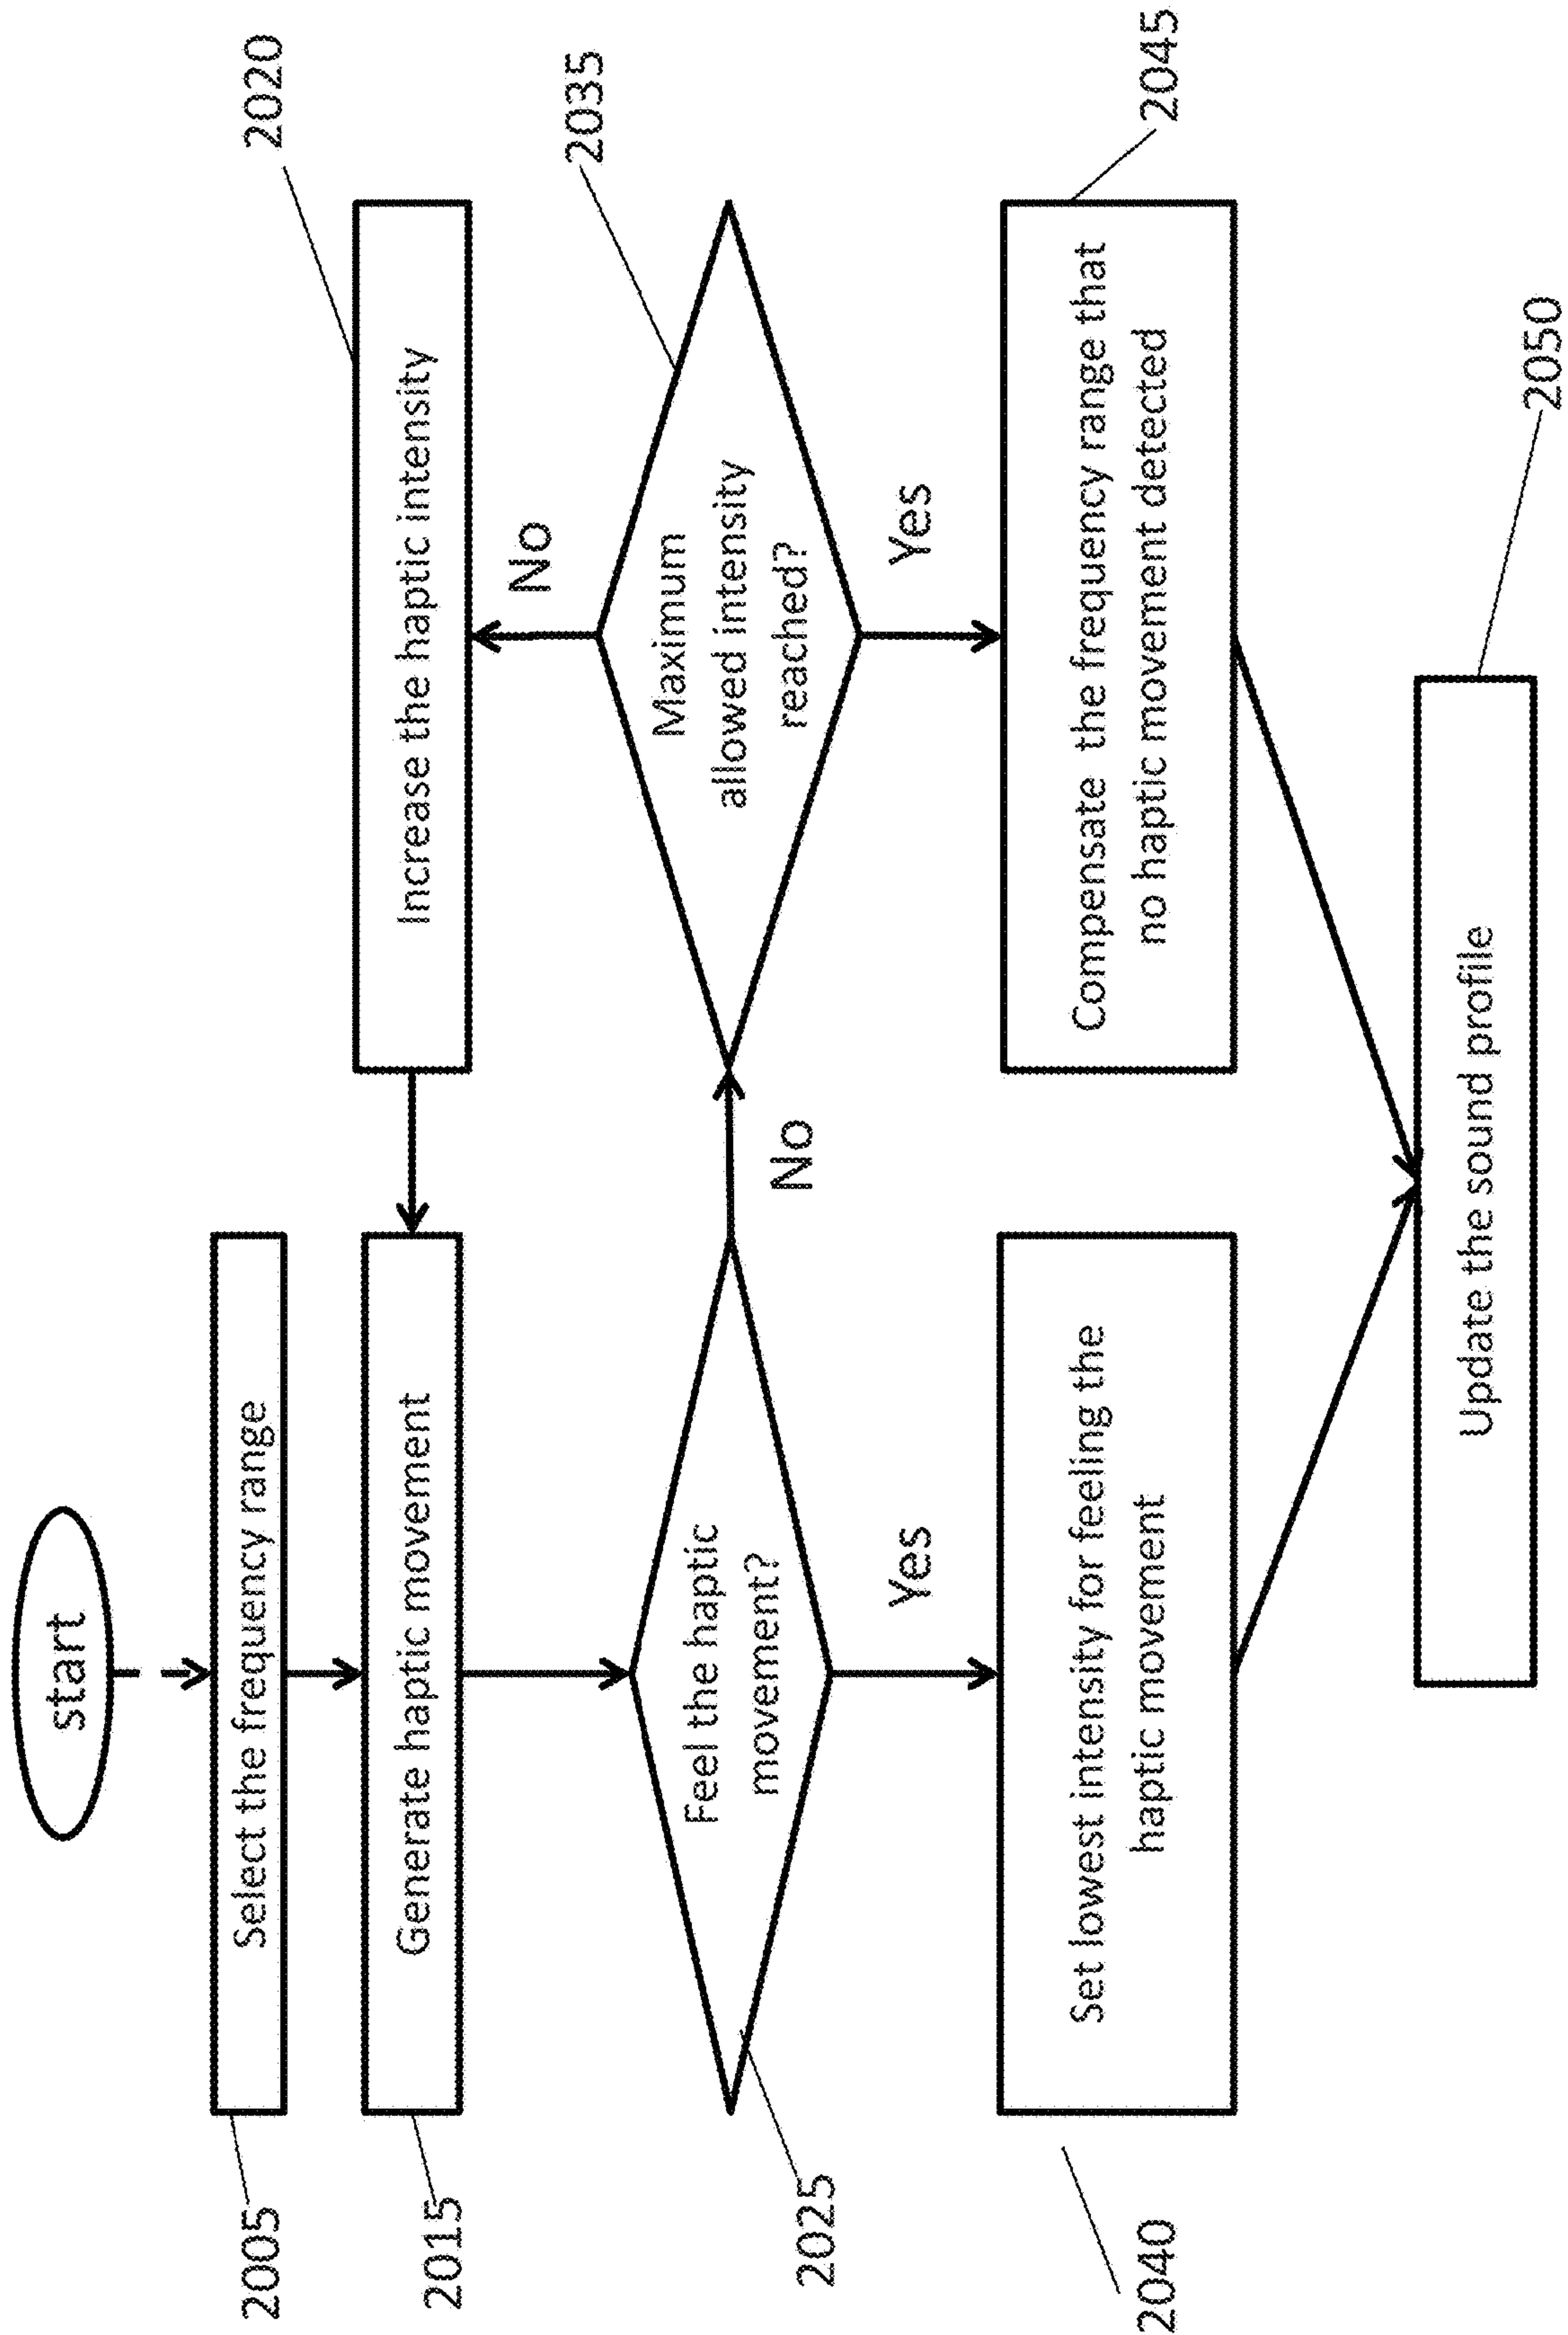 start
2005
Select the frequency range
2020
Increase the haptic intensity
2015
Generate haptic movement
No
2035
Feel the haptic
movement?
2025
No
Maximum
allowed intensity
reached?
Yes
Yes
2040
Set lowest intensity for feeling the
haptic movement
Compensate the frequency range that
no haptic movement detected
2045
Update the sound profile
2050